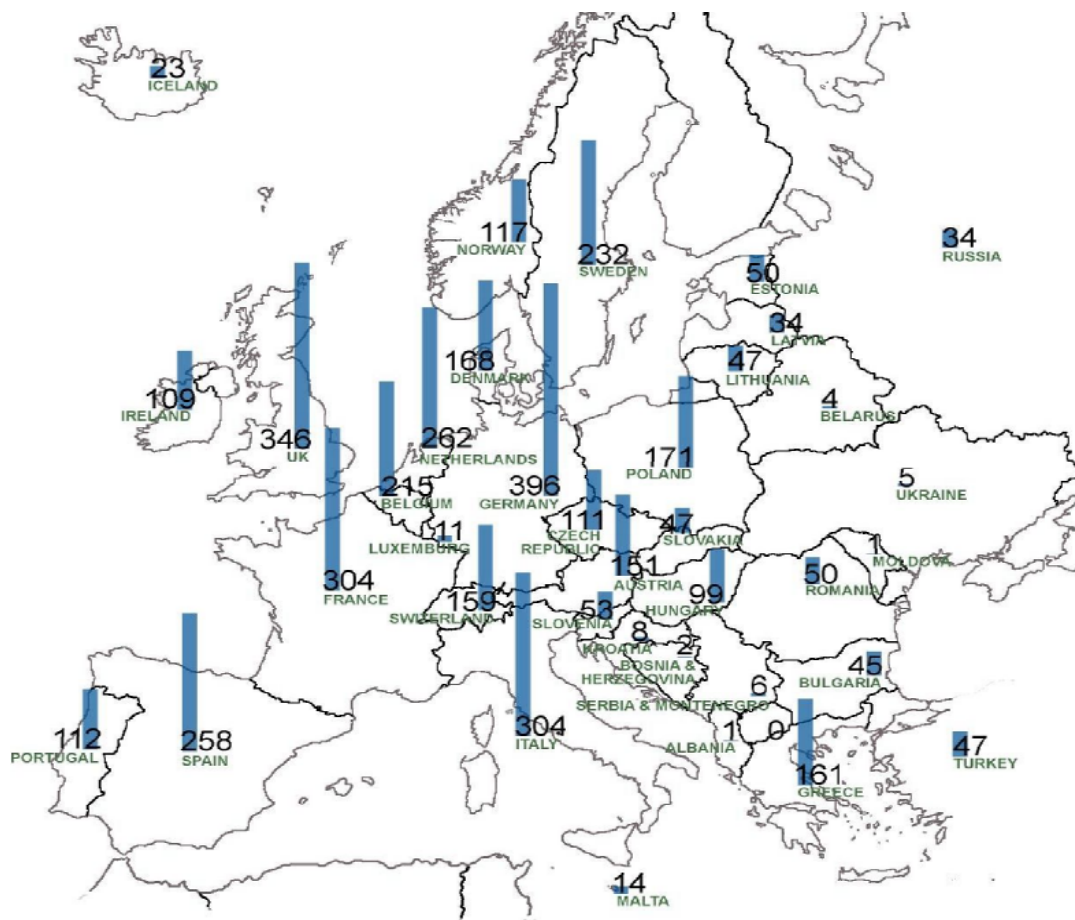 23
ICELAND
117
NORWAY
232
SWEDEN
34
RUSSIA
50
ESTONIA
34
LATVIA
47
LITHUANIA
4
BELARUS
109
IRELAND
346
UK
168
DENMARK
262
NETHERLANDS
215
BELGIUM
396
GERMANY
171
POLAND
5
UKRAINE
11
LUXEMBURG
111
CZECH
REPUBLIC
47
SLOVAKIA
151
AUSTRIA
1
MOLDOVA
304
FRANCE
159
SWITZERLAND
53
SLOVENIA
99
HUNGARY
50
ROMANIA
8
KROATIA
2
BOSNIA &
HERZEGOVINA
6
SERBIA & MONTENEGRO
45
BULGARIA
112
PORTUGAL
258
SPAIN
304
ITALY
1
ALBANIA
0
161
GREECE
47
TURKEY
14
MALTA